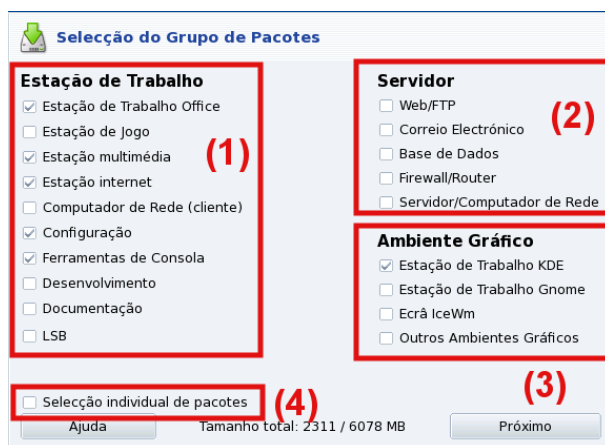 Selecção do Grupo de Pacotes
Estação de Trabalho
Estação de Trabalho Office
Estação de Jogo
Estação multimédia
Estação internet
Computador de Rede (cliente)
Configuração
Ferramentas de Consola
Desenvolvimento
Documentação
LSB
(1)
Servidor
Web/FTP
Correio Electrónico
Base de Dados
Firewall/Router
Servidor/Computador de Rede
(2)
Ambiente Gráfico
Estação de Trabalho KDE
Estação de Trabalho Gnome
Ecrâ IceWm
Outros Ambientes Gráficos
(3)
Selecção individual de pacotes
(4)
Ajuda
Tamanho total: 2311 / 6078 MB
Próximo